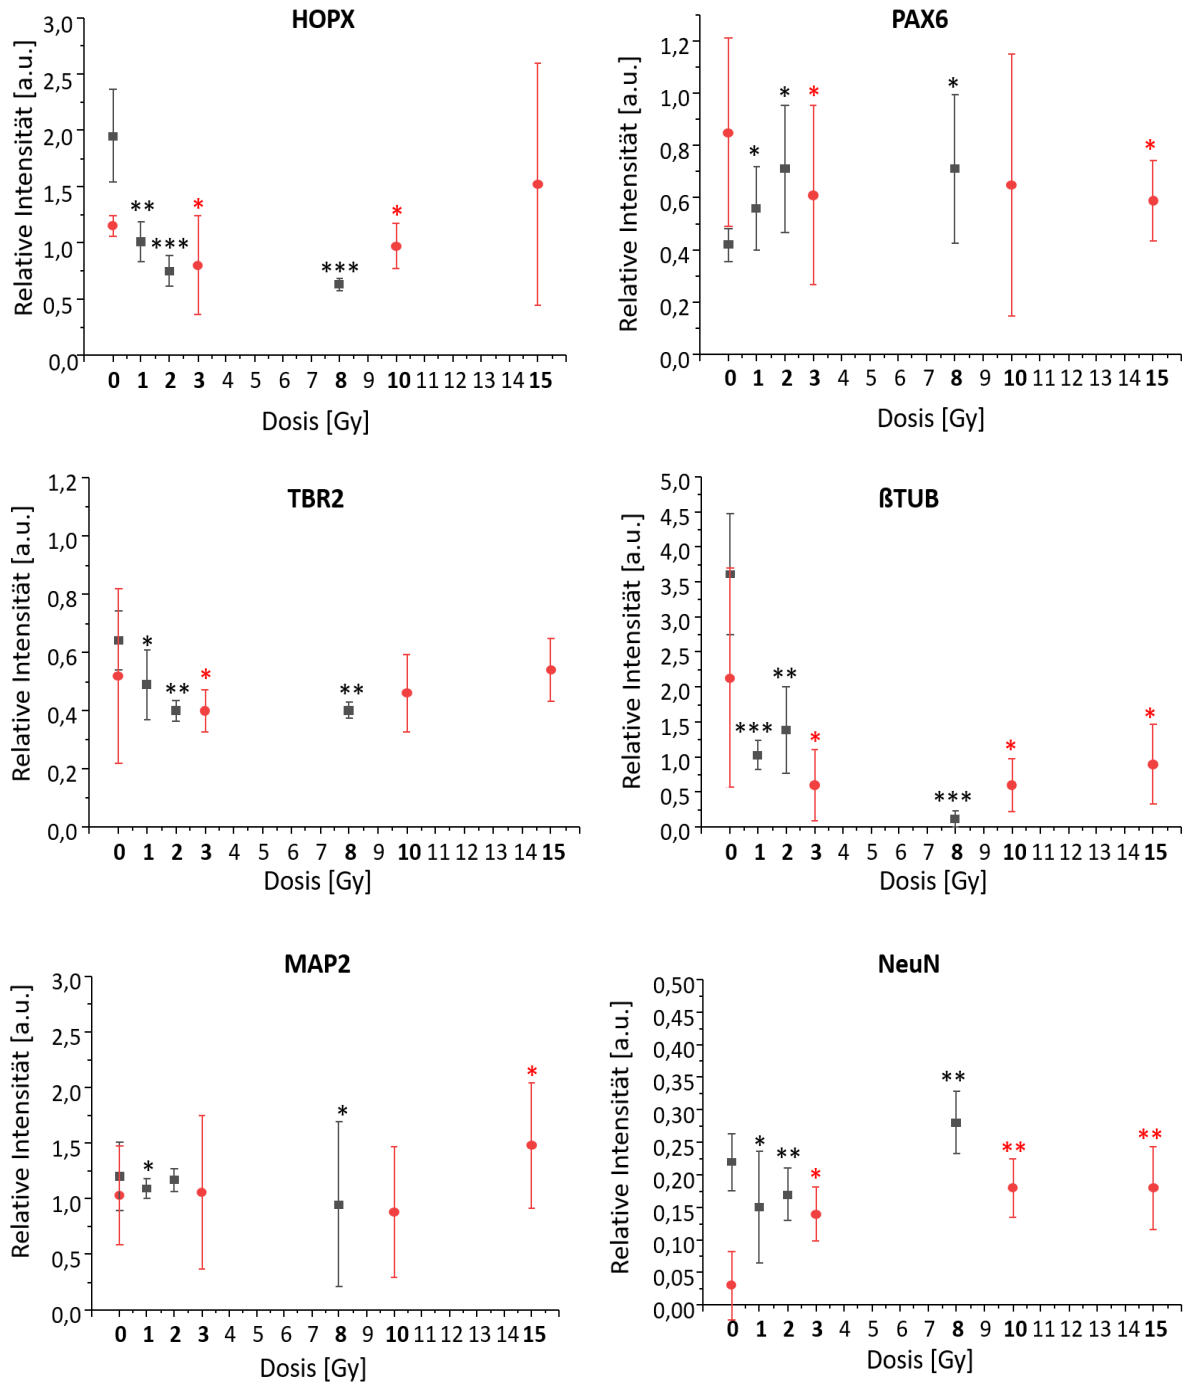 HOPX
Relative Intensität [a.u.]
3,0
2,5
2,0
1,5
1,0
0,5
0,0
** *** * *** *
0 1 2 3 4 5 6 7 8 9 10 11 12 13 14 15
Dosis [Gy]
PAX6
Relative Intensität [a.u.]
1,2
1,0
0,8
0,6
0,4
0,2
0,0
* * * * *
0 1 2 3 4 5 6 7 8 9 10 11 12 13 14 15
Dosis [Gy]
TBR2
Relative Intensität [a.u.]
1,2
1,0
0,8
0,6
0,4
0,2
0,0
* ** * **
0 1 2 3 4 5 6 7 8 9 10 11 12 13 14 15
Dosis [Gy]
ßTUB
Relative Intensität [a.u.]
5,0
4,5
4,0
3,5
3,0
2,5
2,0
1,5
1,0
0,5
0,0
*** ** * *** * *
0 1 2 3 4 5 6 7 8 9 10 11 12 13 14 15
Dosis [Gy]
MAP2
Relative Intensität [a.u.]
3,0
2,5
2,0
1,5
1,0
0,5
0,0
* * *
0 1 2 3 4 5 6 7 8 9 10 11 12 13 14 15
Dosis [Gy]
NeuN
Relative Intensität [a.u.]
0,50
0,45
0,40
0,35
0,30
0,25
0,20
0,15
0,10
0,05
0,00
* ** * ** ** **
0 1 2 3 4 5 6 7 8 9 10 11 12 13 14 15
Dosis [Gy]